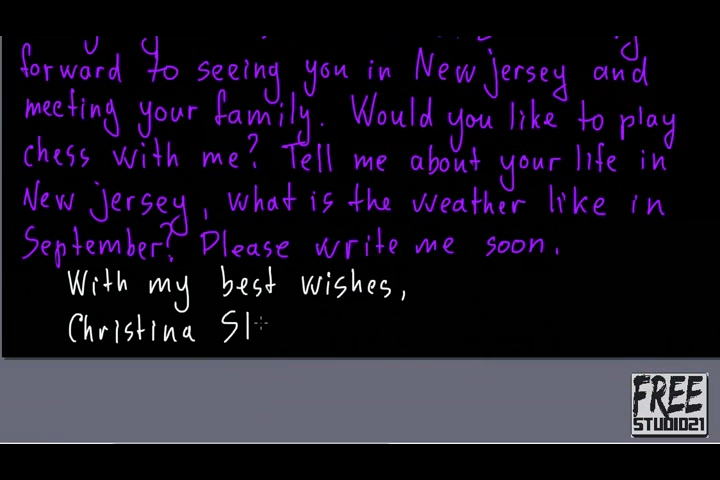 forward to seeing you in New jersey and
meeting your family. Would you like to play
chess with me? Tell me about your life in
New jersey, what is the weather like in
September? Please write me soon.
With my best wishes,
Christina Sl
FREE
STUDIO21